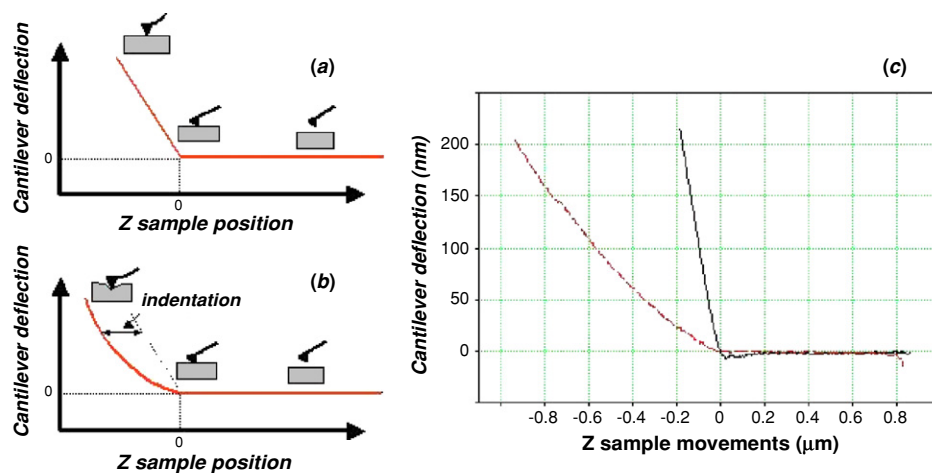 (a)
Cantilever deflection
0
0
Z sample position
(b)
Cantilever deflection
indentation
0
0
Z sample position
(c)
Cantilever deflection (nm)
200
150
100
50
0
-0.8 -0.6 -0.4 -0.2 0 0.2 0.4 0.6 0.8
Z sample movements (μm)